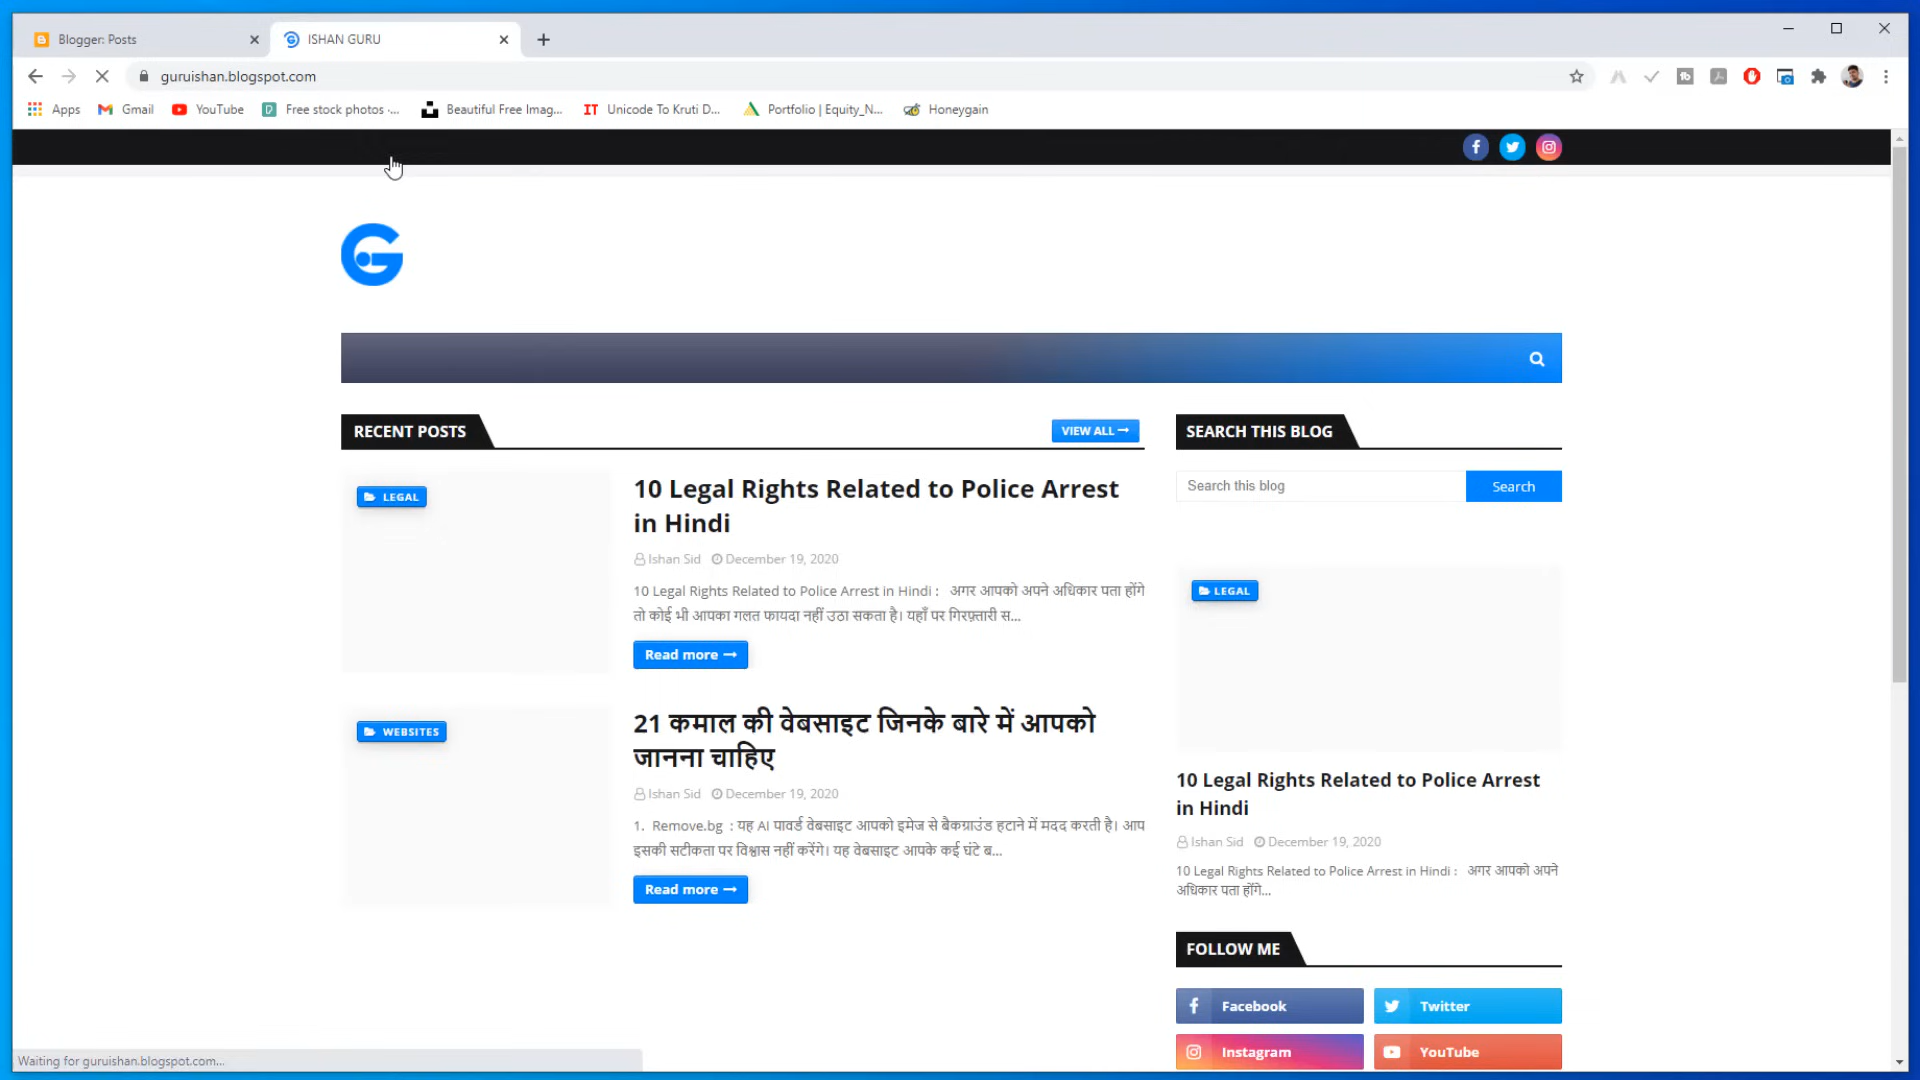 Blogger: Posts
ISHAN GURU
guruishan.blogspot.com
Apps
Gmail
YouTube
Free stock photos ·...
Beautiful Free Imag...
IT Unicode To Kruti D...
Portfolio | Equity_N...
Honeygain
RECENT POSTS
VIEW ALL
LEGAL
10 Legal Rights Related to Police Arrest
in Hindi
Ishan Sid December 19, 2020
10 Legal Rights Related to Police Arrest in Hindi : अगर आपको अपने अधिकार पता होंगे
तो कोई भी आपका गलत फायदा नहीं उठा सकता है। यहाँ पर गिरफ़्तारी स...
Read more
WEBSITES
21 कमाल की वेबसाइट जिनके बारे में आपको
जानना चाहिए
Ishan Sid December 19, 2020
1. Remove.bg : यह AI पावर्ड वेबसाइट आपको इमेज से बैकग्राउंड हटाने में मदद करती है। आप
इसकी सटीकता पर विश्वास नहीं करेंगे। यह वेबसाइट आपके कई घंटे ब...
Read more
SEARCH THIS BLOG
Search this blog
Search
LEGAL
10 Legal Rights Related to Police Arrest
in Hindi
Ishan Sid December 19, 2020
10 Legal Rights Related to Police Arrest in Hindi : अगर आपको अपने
अधिकार पता होंगे...
FOLLOW ME
Facebook
Twitter
Instagram
YouTube
Waiting for guruishan.blogspot.com...